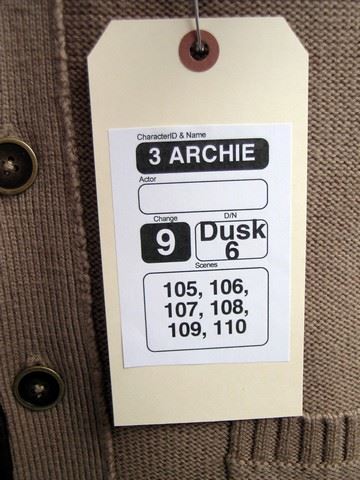 CharacterID & Name
3 ARCHIE
Actor
Change
D/N
9
Dusk
6
Scenes
105, 106,
107, 108,
109, 110